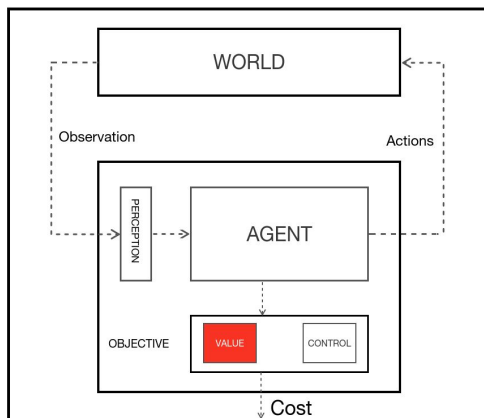 WORLD
Observation
Actions
PERCEPTION
AGENT
OBJECTIVE
VALUE
CONTROL
Cost